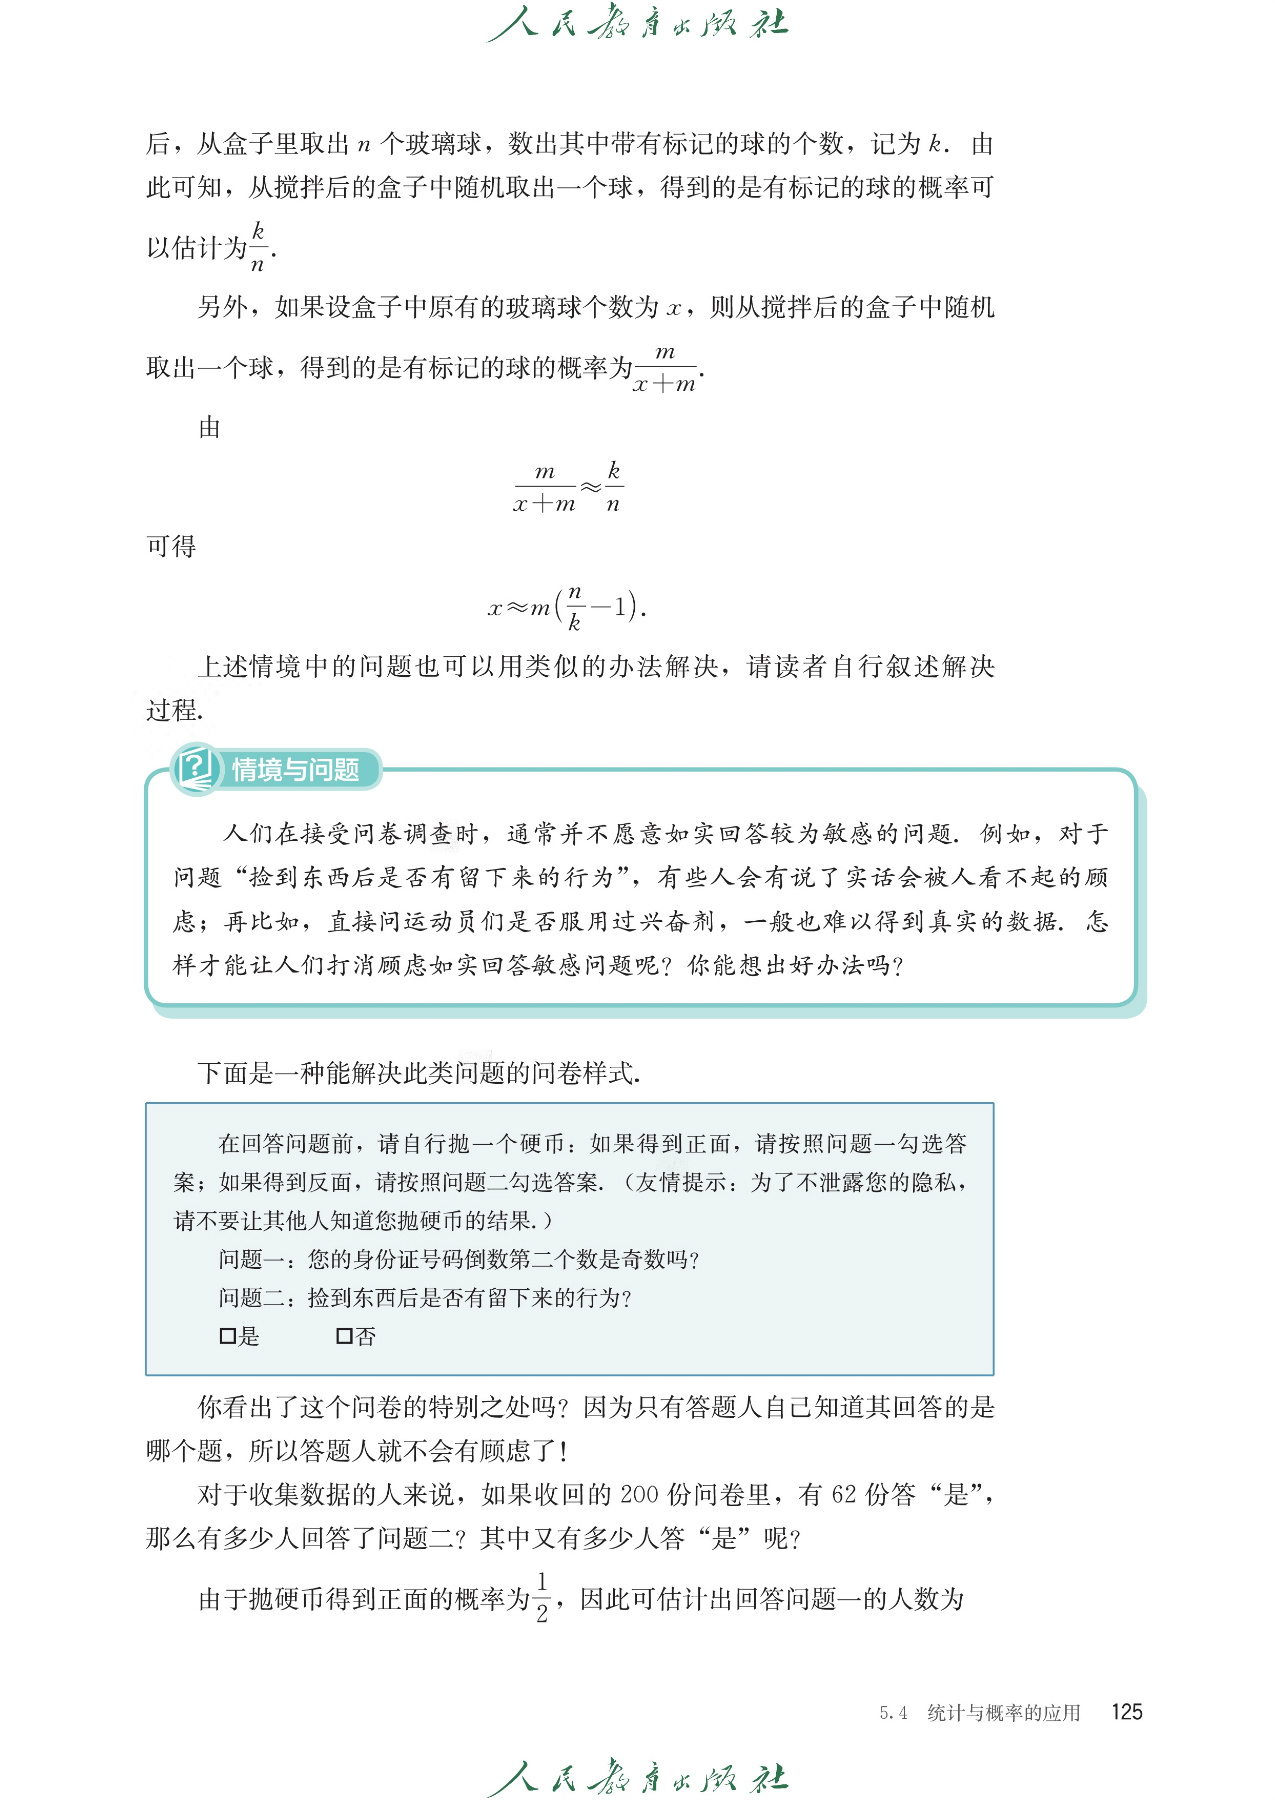 人民教育出版社
后，从盒子里取出 n 个玻璃球，数出其中带有标记的球的个数，记为 k. 由
此可知，从搅拌后的盒子中随机取出一个球，得到的是有标记的球的概率可
以估计为k/n.
另外，如果设盒子中原有的玻璃球个数为 x，则从搅拌后的盒子中随机
取出一个球，得到的是有标记的球的概率为m/(x+m).
由
m/(x+m)≈k/n
可得
x≈m(n/k-1).
上述情境中的问题也可以用类似的办法解决，请读者自行叙述解决
过程.
情境与问题
人们在接受问卷调查时，通常并不愿意如实回答较为敏感的问题. 例如，对于
问题“捡到东西后是否有留下来的行为”，有些人会有说了实话会被人看不起的顾
虑；再比如，直接问运动员们是否服用过兴奋剂，一般也难以得到真实的数据. 怎
样才能让人们打消顾虑如实回答敏感问题呢？你能想出好办法吗？
下面是一种能解决此类问题的问卷样式.
在回答问题前，请自行抛一个硬币：如果得到正面，请按照问题一勾选答
案；如果得到反面，请按照问题二勾选答案.（友情提示：为了不泄露您的隐私，
请不要让其他人知道您抛硬币的结果.）
问题一：您的身份证号码倒数第二个数是奇数吗？
问题二：捡到东西后是否有留下来的行为？
□是 □否
你看出了这个问卷的特别之处吗？因为只有答题人自己知道其回答的是
哪个题，所以答题人就不会有顾虑了！
对于收集数据的人来说，如果收回的 200 份问卷里，有 62 份答“是”，
那么有多少人回答了问题二？其中又有多少人答“是”呢？
由于抛硬币得到正面的概率为1/2，因此可估计出回答问题一的人数为
5.4 统计与概率的应用 125
人民教育出版社